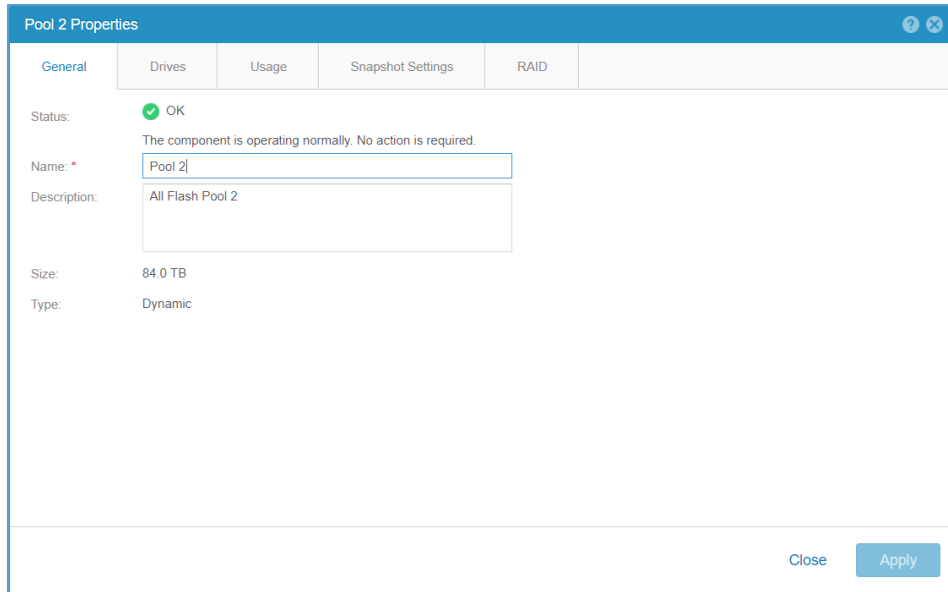 Pool 2 Properties
General Drives Usage Snapshot Settings RAID
Status: OK
The component is operating normally. No action is required.
Name: * Pool 2
Description: All Flash Pool 2
Size: 84.0 TB
Type: Dynamic
Close Apply